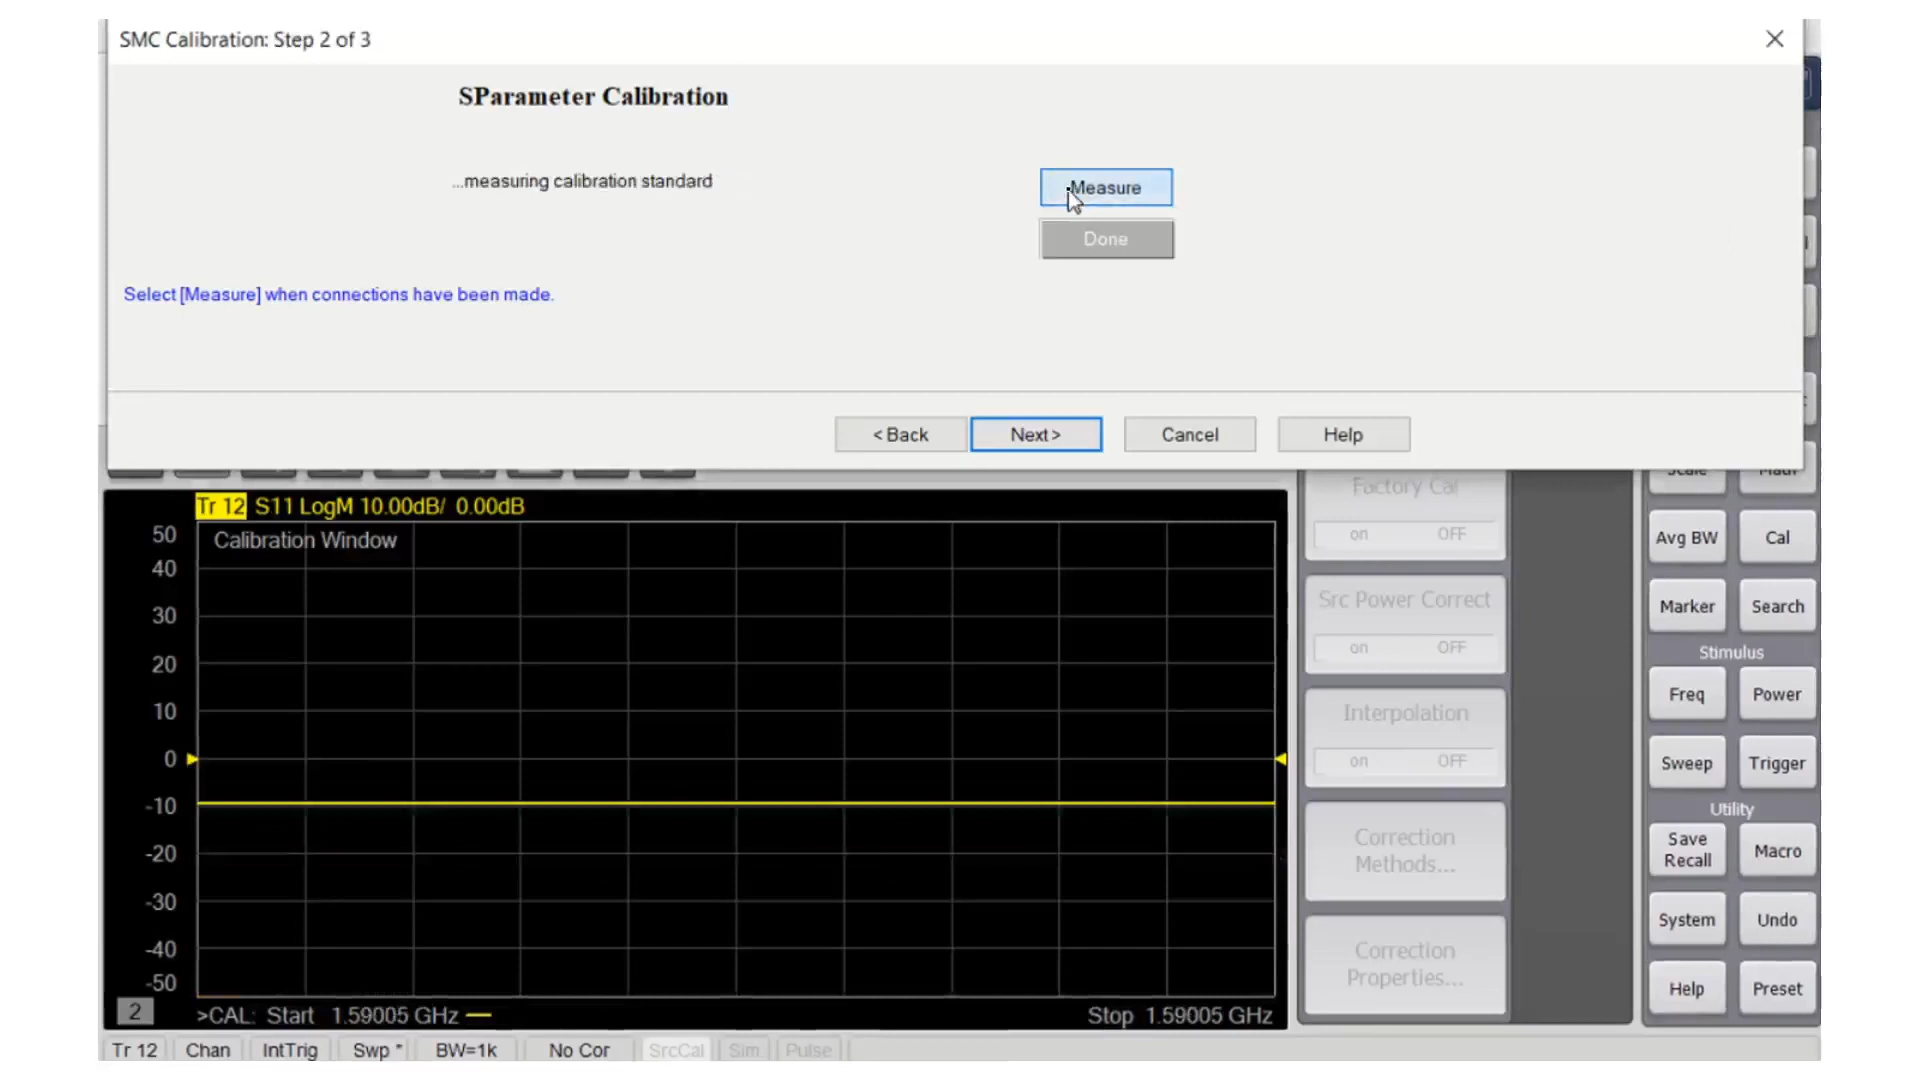 SMC Calibration: Step 2 of 3
SParameter Calibration
...measuring calibration standard
Measure
Done
Select [Measure] when connections have been made.
< Back
Next >
Cancel
Help
Tr 12 S11 LogM 10.00dB/ 0.00dB
Calibration Window
50
40
30
20
10
0
-10
-20
-30
-40
-50
2
>CAL: Start 1.59005 GHz
Stop 1.59005 GHz
Factory Cal
on OFF
Src Power Correct
on OFF
Interpolation
on OFF
Correction
Methods...
Correction
Properties...
Scale
Math
Avg BW
Cal
Marker
Search
Stimulus
Freq
Power
Sweep
Trigger
Utility
Save
Recall
Macro
System
Undo
Help
Preset
Tr 12
Chan
IntTrig
Swp *
BW=1k
No Cor
SrcCal
Sim
Pulse